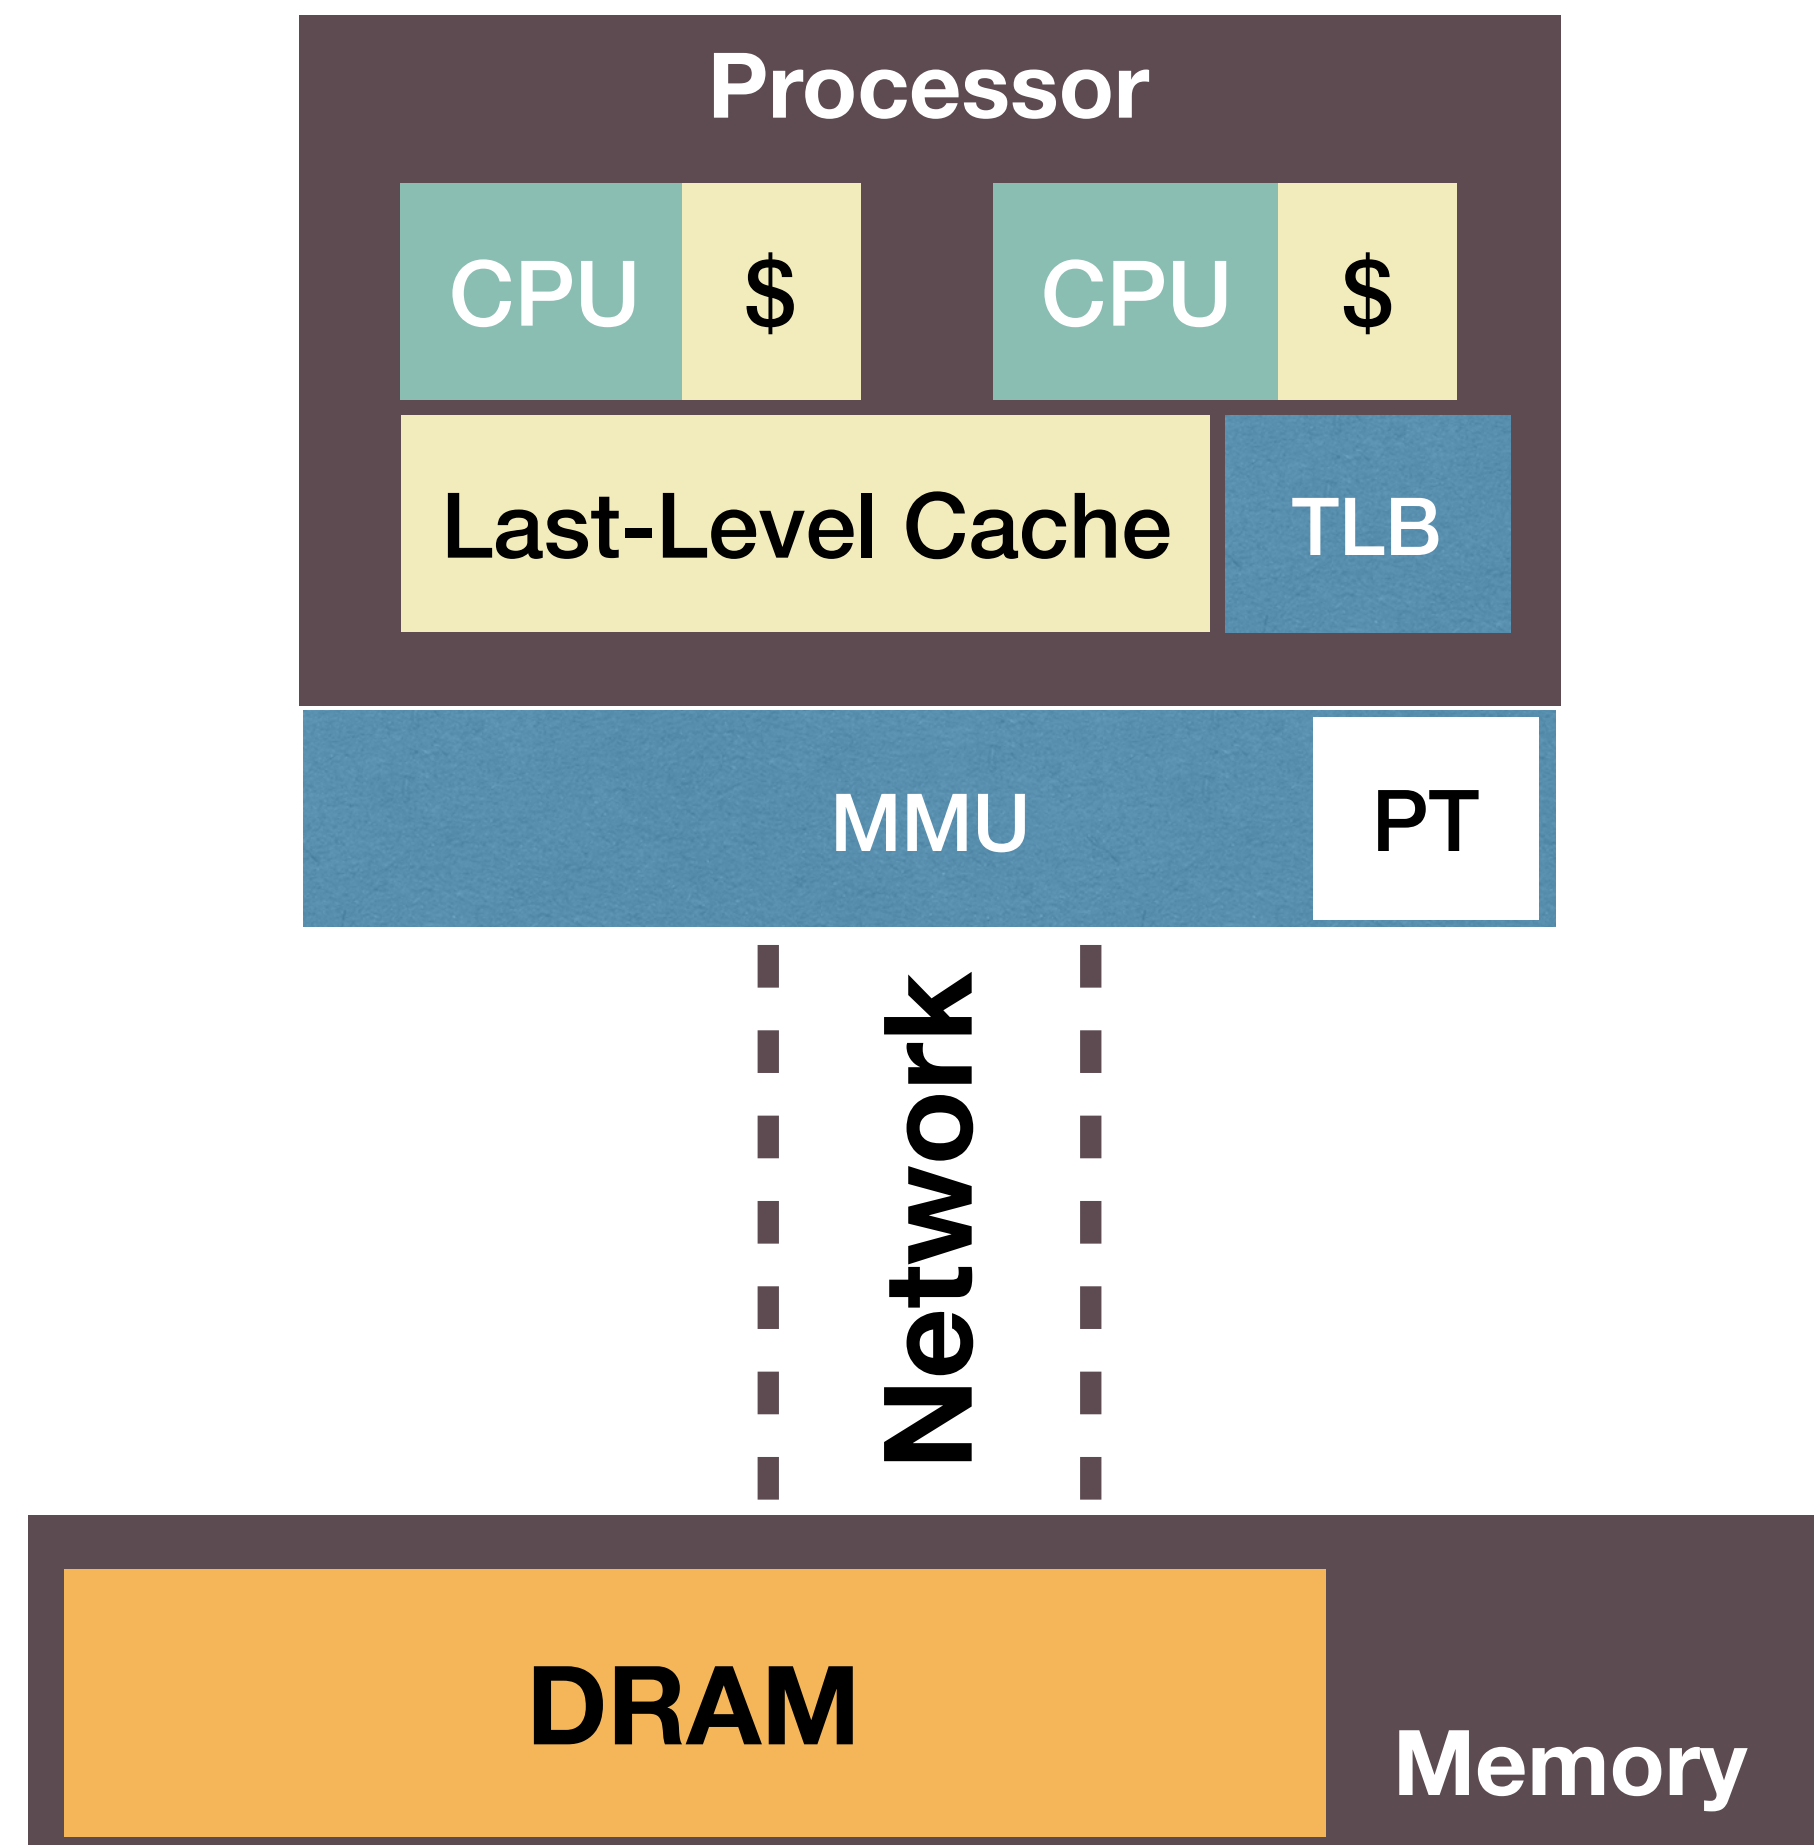 Processor
CPU $ CPU $
Last-Level Cache TLB
MMU PT
Network
DRAM
Memory